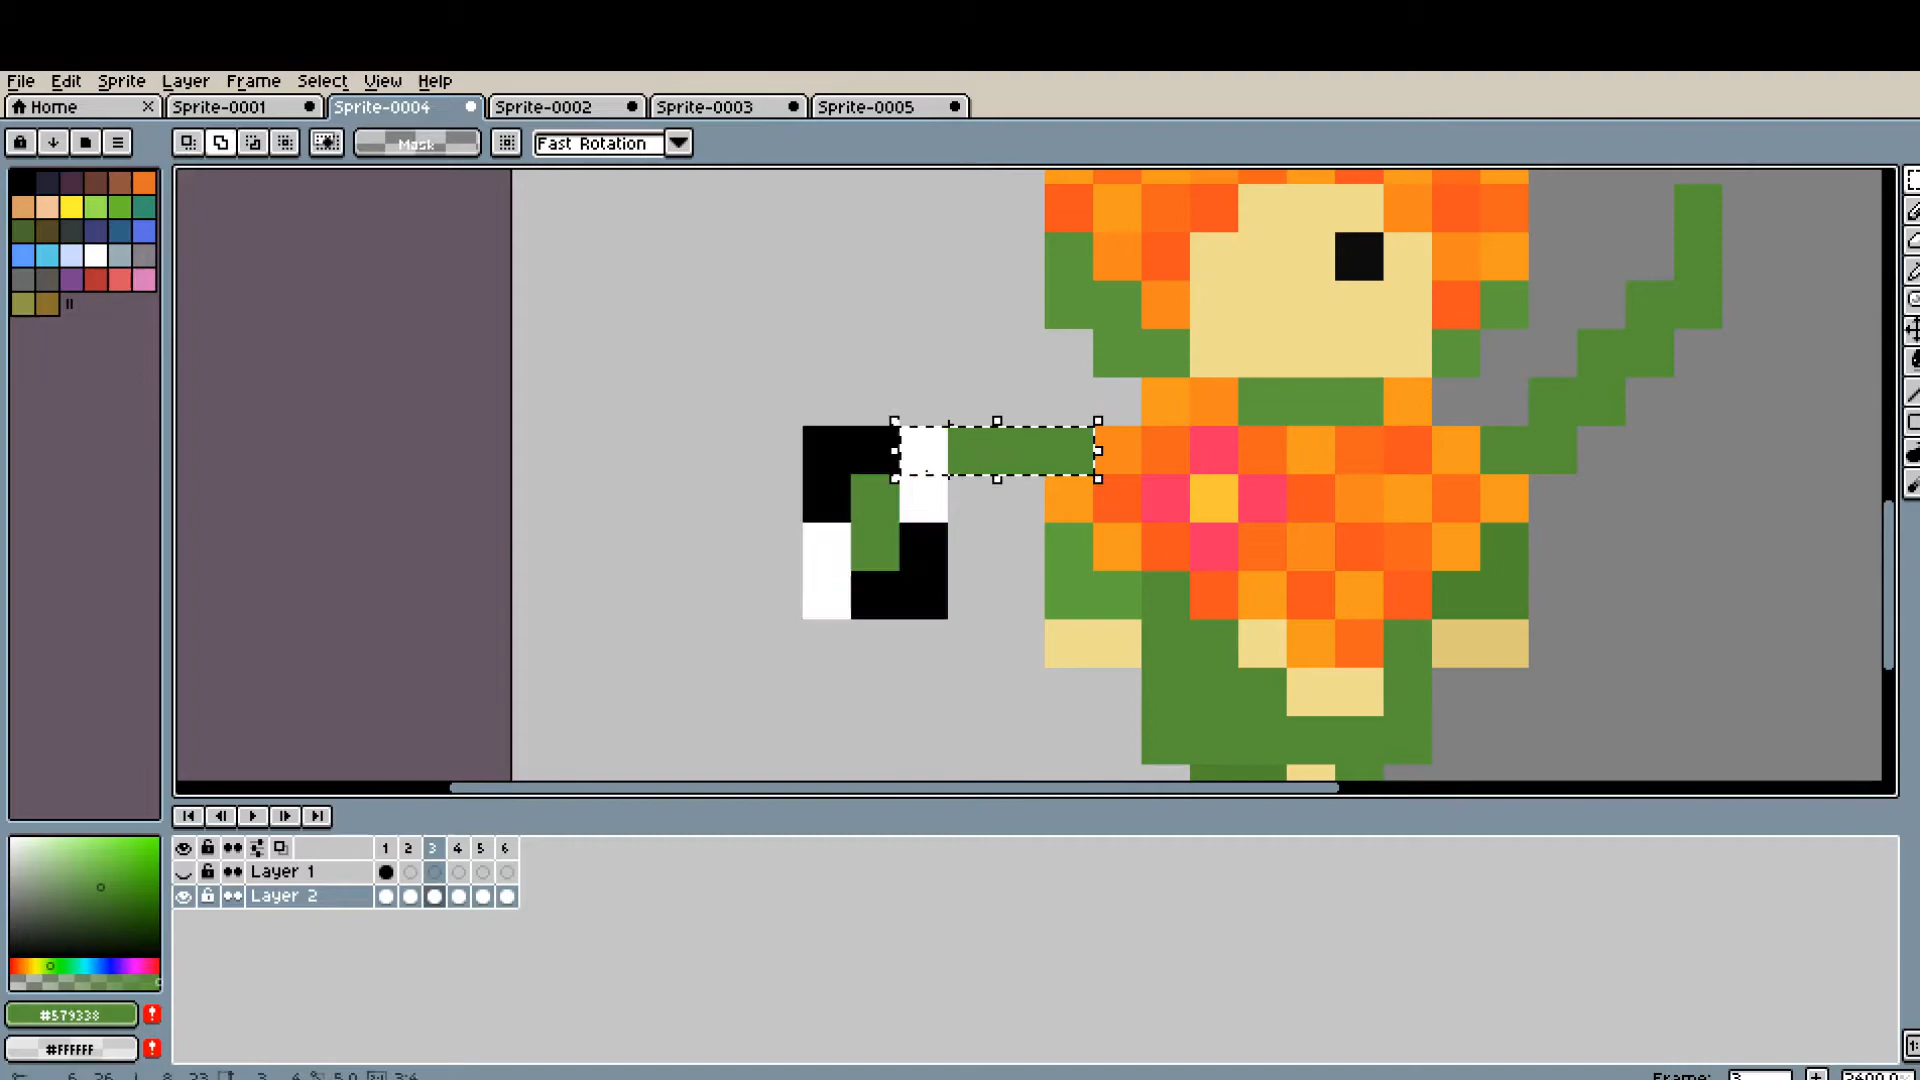 File Edit Sprite Layer Frame Select View Help
Home Sprite-0001 Sprite-0004 Sprite-0002 Sprite-0003 Sprite-0005
Mask Fast Rotation
1 2 3 4 5 6
Layer 1
Layer 2
#579338
#FFFFFF
Frame: 3